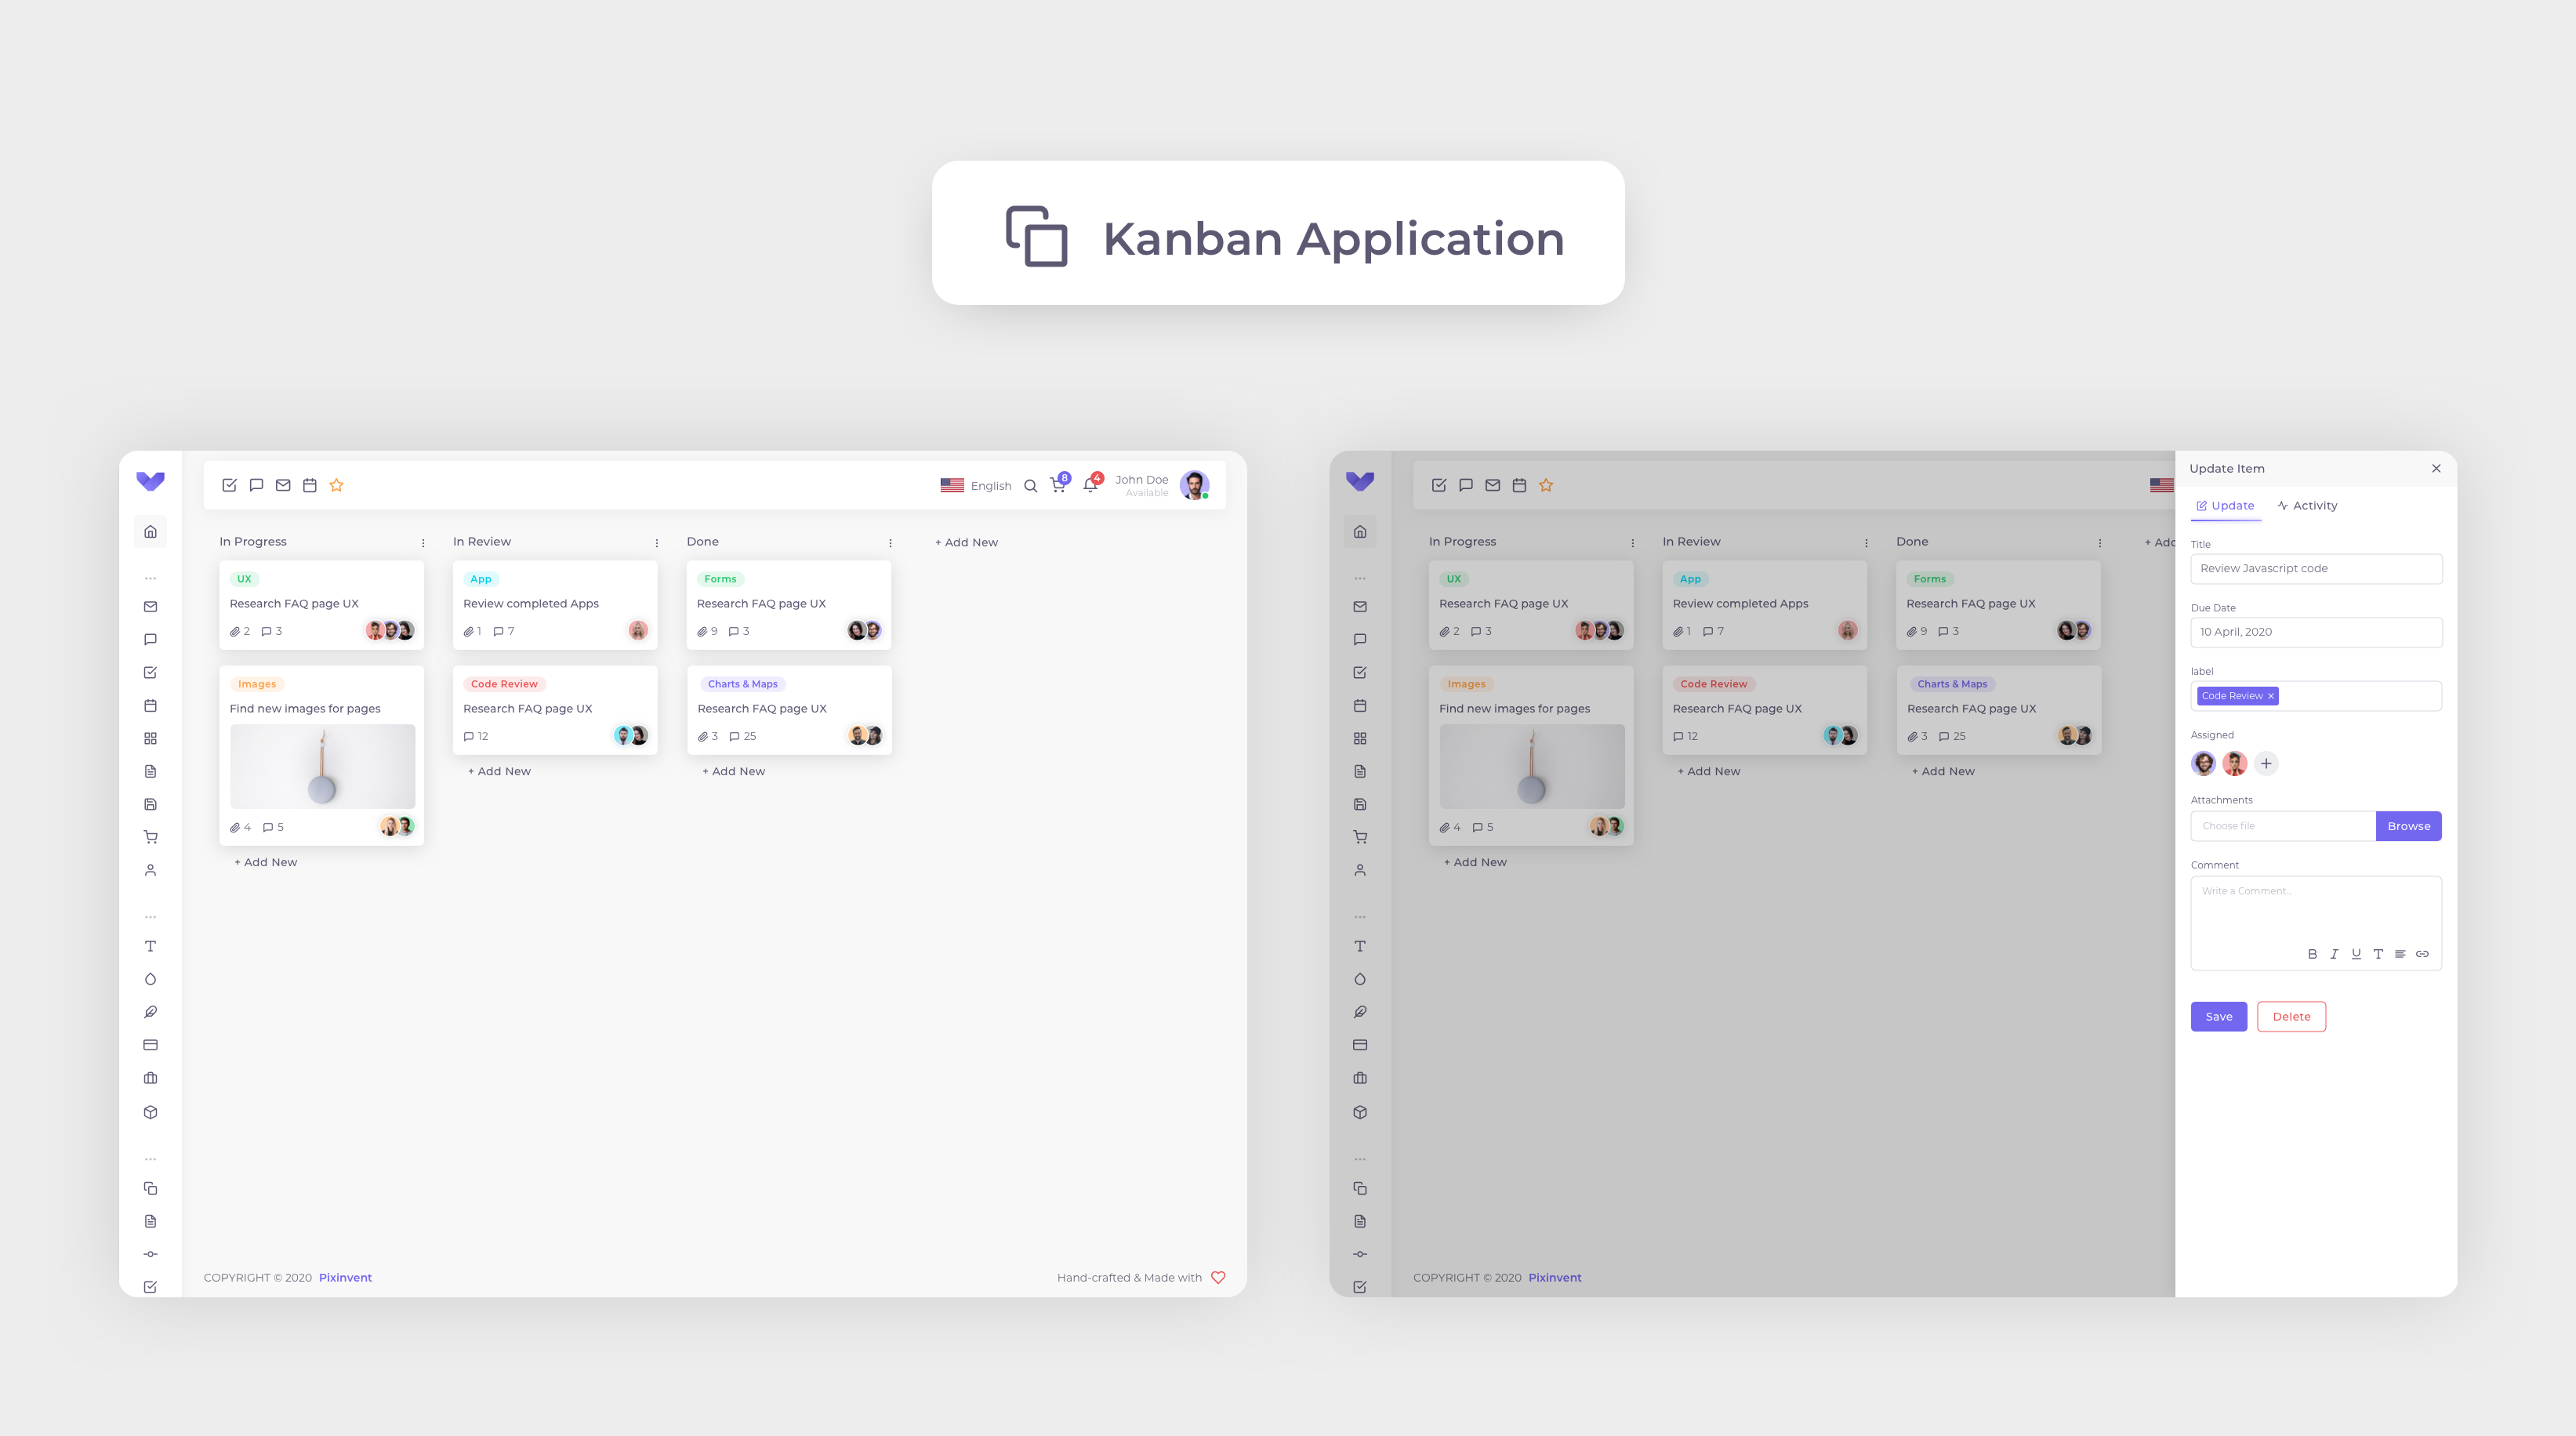 Kanban Application
English
8
4
John Doe
Available
In Progress
In Review
Done
+ Add New
UX
Research FAQ page UX
2 3
App
Review completed Apps
1 7
Forms
Research FAQ page UX
9 3
Images
Find new images for pages
4 5
+ Add New
Code Review
Research FAQ page UX
12
+ Add New
Charts & Maps
Research FAQ page UX
3 25
+ Add New
COPYRIGHT © 2020 Pixinvent
Hand-crafted & Made with
In Progress
In Review
Done
+ Add
UX
Research FAQ page UX
2 3
App
Review completed Apps
1 7
Forms
Research FAQ page UX
9 3
Images
Find new images for pages
4 5
+ Add New
Code Review
Research FAQ page UX
12
+ Add New
Charts & Maps
Research FAQ page UX
3 25
+ Add New
COPYRIGHT © 2020 Pixinvent
Update Item
Update Activity
Title
Review Javascript code
Due Date
10 April, 2020
label
Code Review
Assigned
Attachments
Choose file
Browse
Comment
Write a Comment...
B I U T
Save
Delete